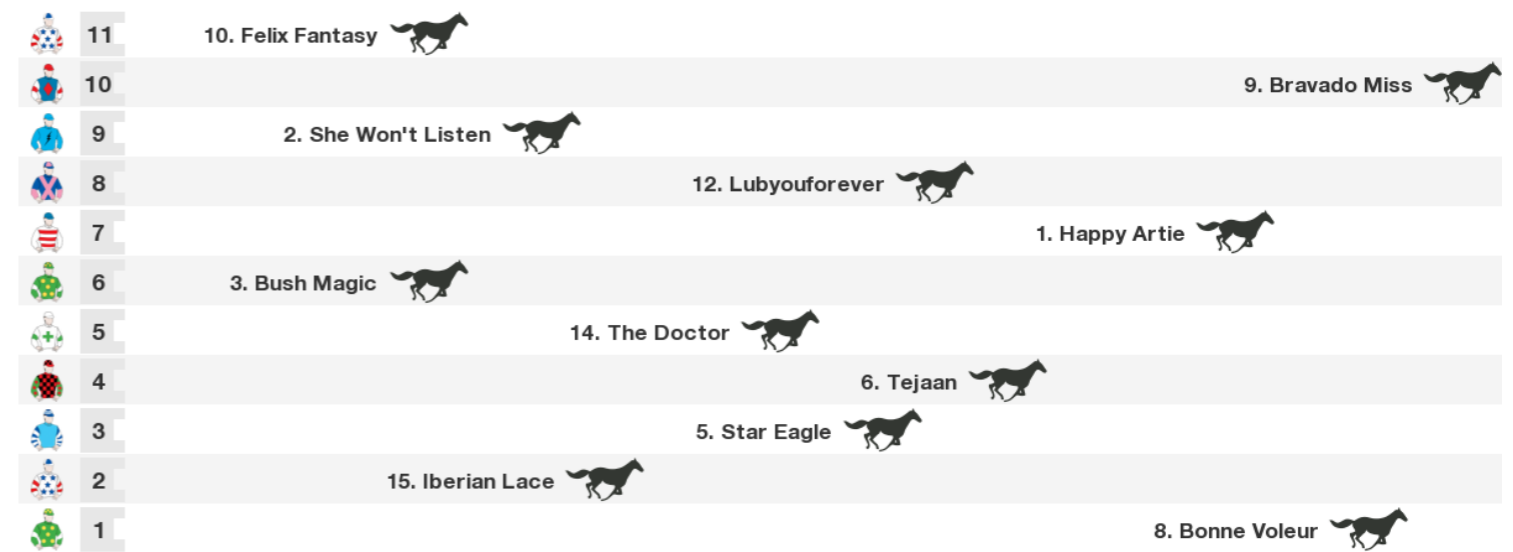 11 10. Felix Fantasy
10 9. Bravado Miss
9 2. She Won't Listen
8 12. Lubyouforever
7 1. Happy Artie
6 3. Bush Magic
5 14. The Doctor
4 6. Tejaan
3 5. Star Eagle
2 15. Iberian Lace
1 8. Bonne Voleur